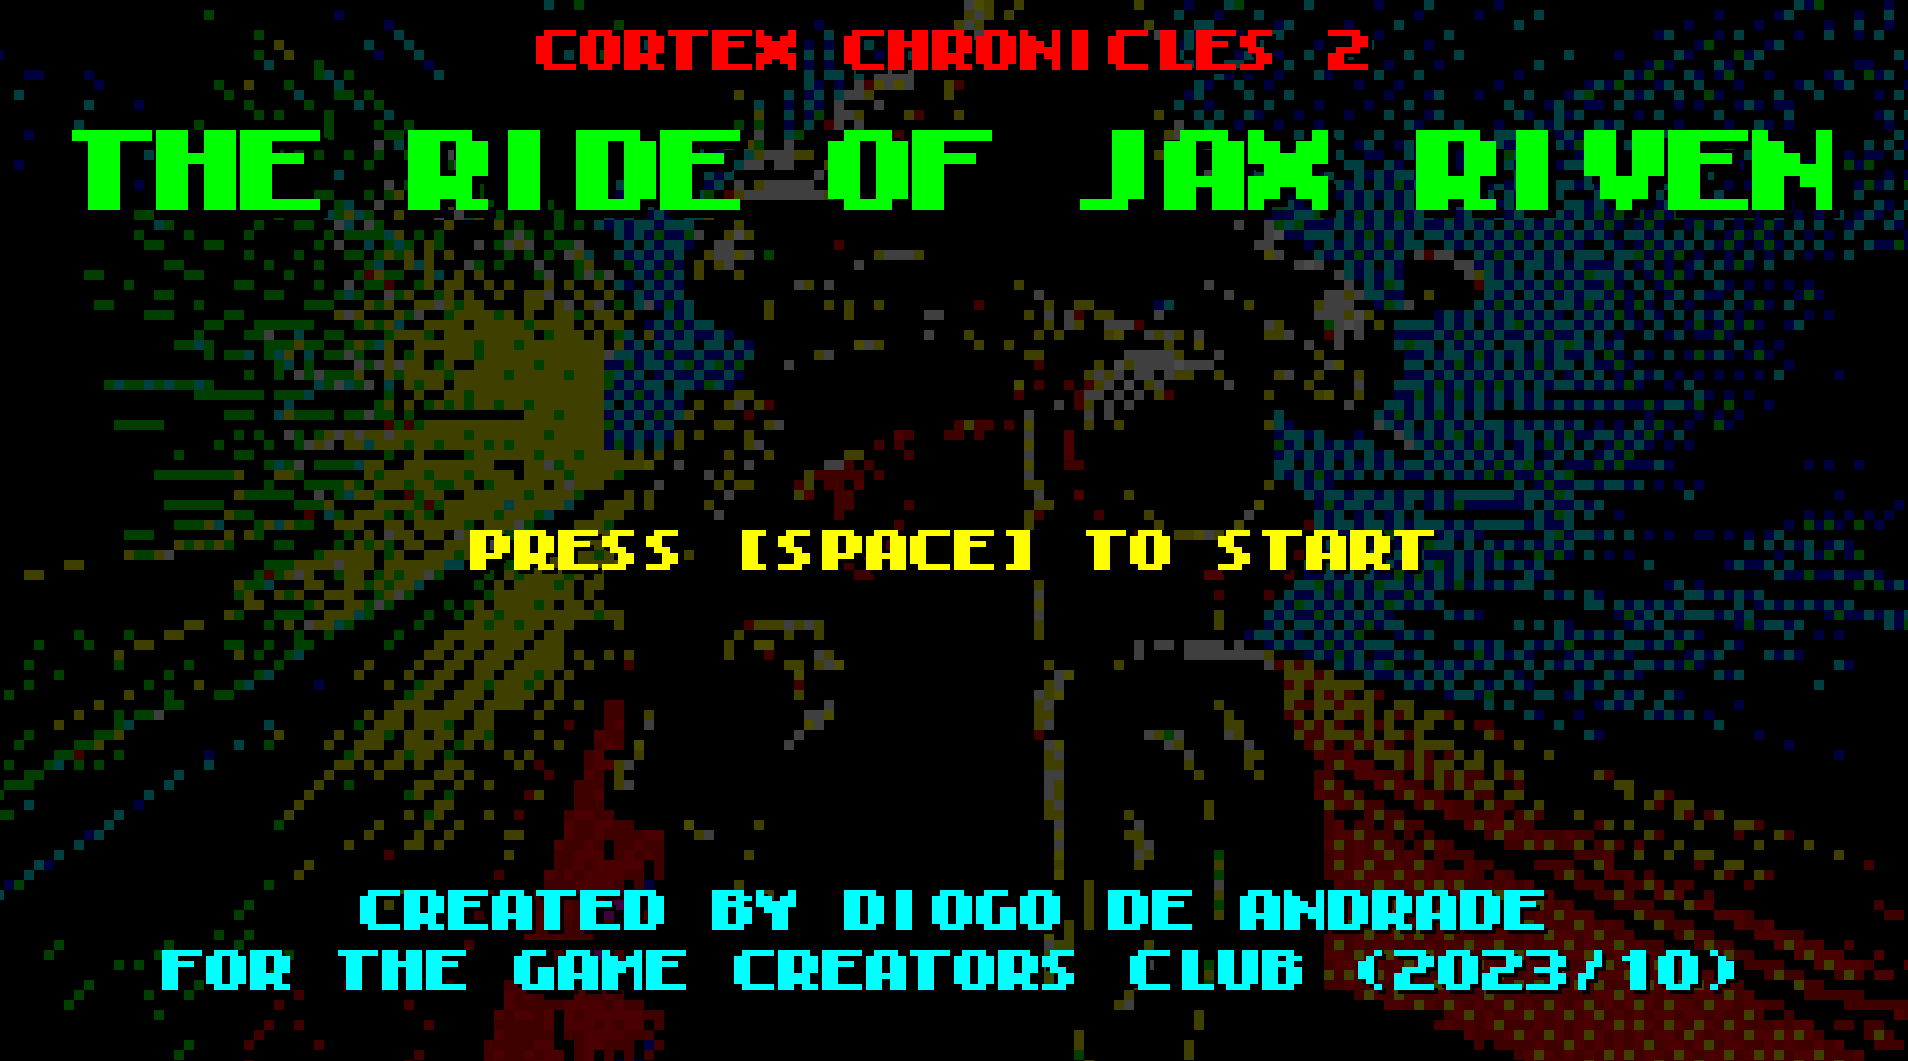 CORTEX CHRONICLES 2
THE RIDE OF JAX RIVEN
PRESS [SPACE] TO START
CREATED BY DIOGO DE ANDRADE
FOR THE GAME CREATORS CLUB (2023/10)